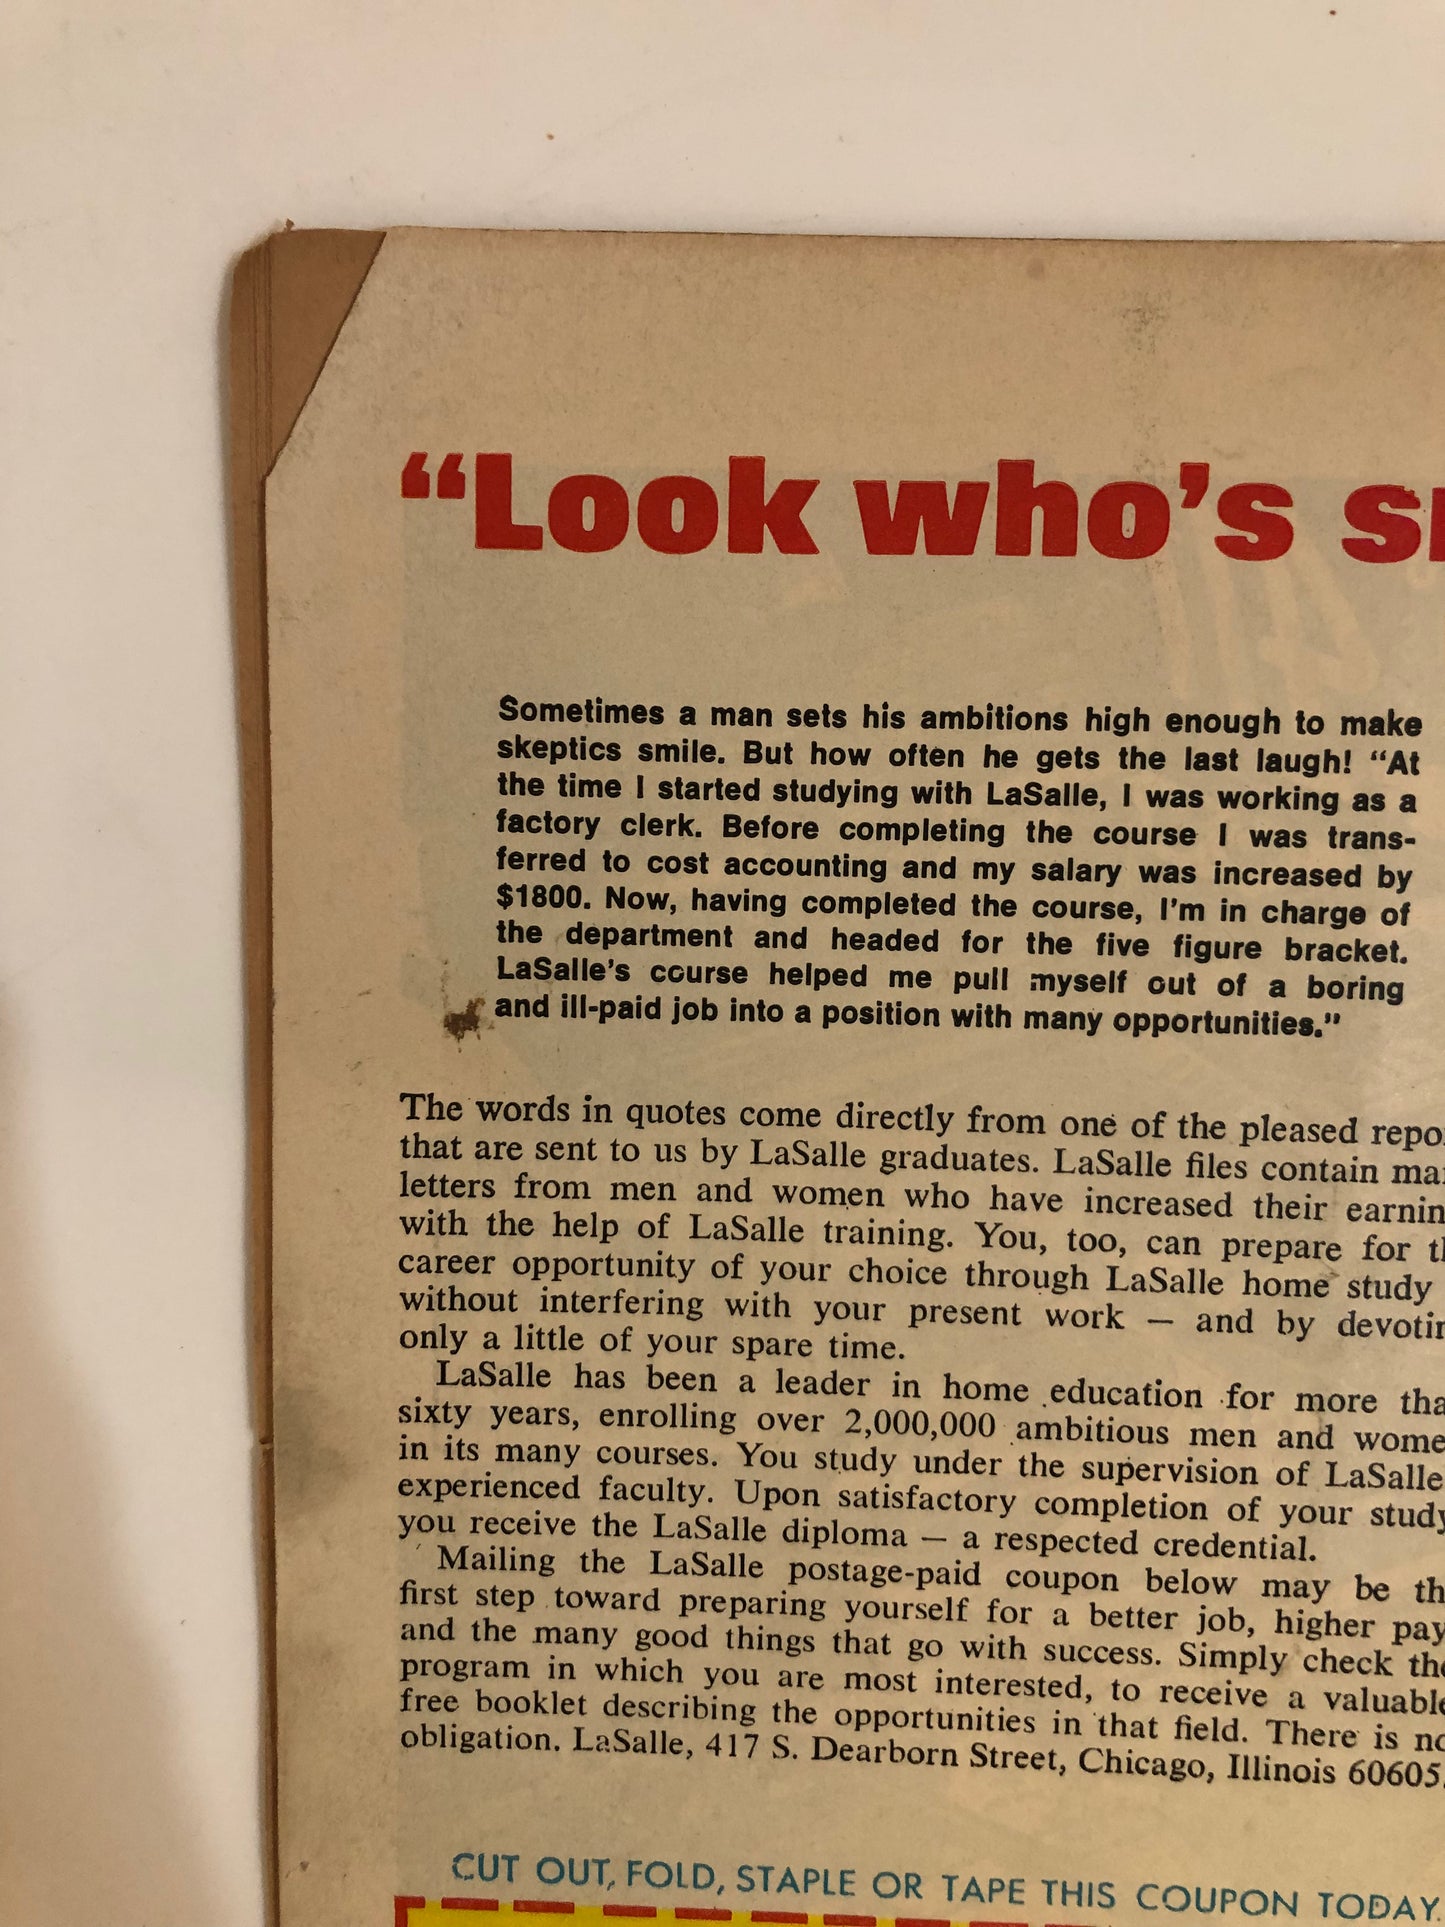 “Look who's
Sometimes a man sets his ambitions high enough to make
skeptics smile. But how often he gets the last laugh! “At
the time I started studying with LaSalle, I was working as a
factory clerk. Before completing the course I was trans-
ferred to cost accounting and my salary was increased by
$1800. Now, having completed the course, I'm in charge of
the department and headed for the five figure bracket.
LaSalle's course helped me pull myself out of a boring
and ill-paid job into a position with many opportunities.”
The words in quotes come directly from one of the pleased
that are sent to us by LaSalle graduates. LaSalle files contain
letters from men and women who have increased their
with the help of LaSalle training. You, too, can prepare for
career opportunity of your choice through LaSalle home study
without interfering with your present work — and by
only a little of your spare time.
LaSalle has been a leader in home education for more
sixty years, enrolling over 2,000,000 ambitious men and
in its many courses. You study under the supervision of
experienced faculty. Upon satisfactory completion of your
you receive the LaSalle diploma — a respected credential.
Mailing the LaSalle postage-paid coupon below may be
first step toward preparing yourself for a better job, higher
and the many good things that go with success. Simply check
program in which you are most interested, to receive a
free booklet describing the opportunities in that field. There is
obligation. LaSalle, 417 S. Dearborn Street, Chicago, Illinois 60605.
CUT OUT, FOLD, STAPLE OR TAPE THIS COUPON TODAY.